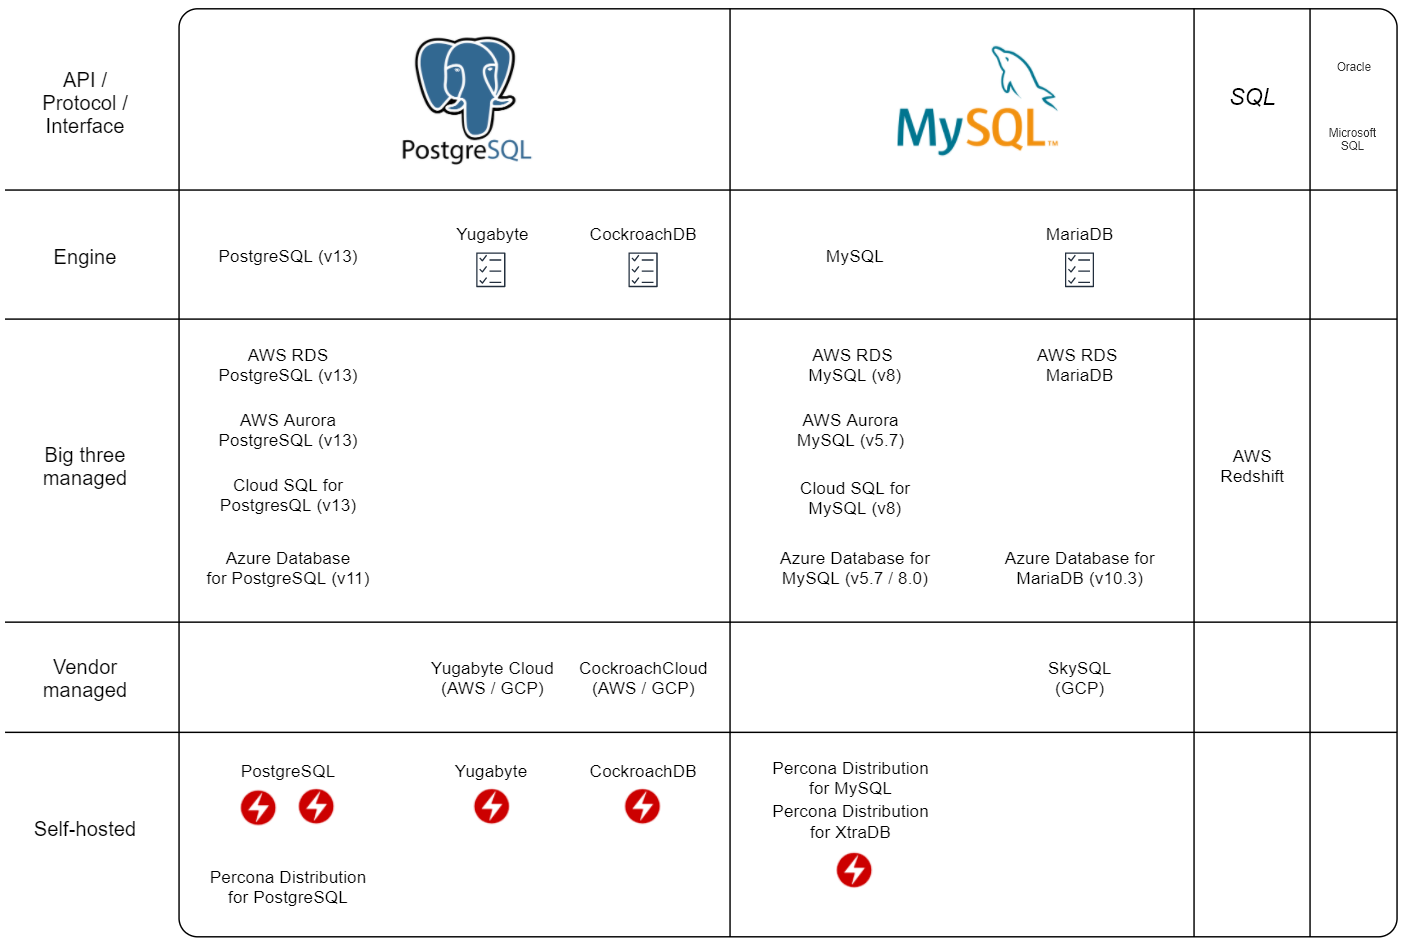 API /
Protocol /
Interface
PostgreSQL
MySQL™
SQL
Oracle
Microsoft
SQL
Engine
PostgreSQL (v13)
Yugabyte
CockroachDB
MySQL
MariaDB
Big three
managed
AWS RDS
PostgreSQL (v13)
AWS Aurora
PostgreSQL (v13)
Cloud SQL for
PostgresQL (v13)
Azure Database
for PostgreSQL (v11)
AWS RDS
MySQL (v8)
AWS Aurora
MySQL (v5.7)
Cloud SQL for
MySQL (v8)
Azure Database for
MySQL (v5.7 / 8.0)
AWS RDS
MariaDB
Azure Database for
MariaDB (v10.3)
AWS
Redshift
Vendor
managed
Yugabyte Cloud
(AWS / GCP)
CockroachCloud
(AWS / GCP)
SkySQL
(GCP)
Self-hosted
PostgreSQL
Percona Distribution
for PostgreSQL
Yugabyte
CockroachDB
Percona Distribution
for MySQL
Percona Distribution
for XtraDB